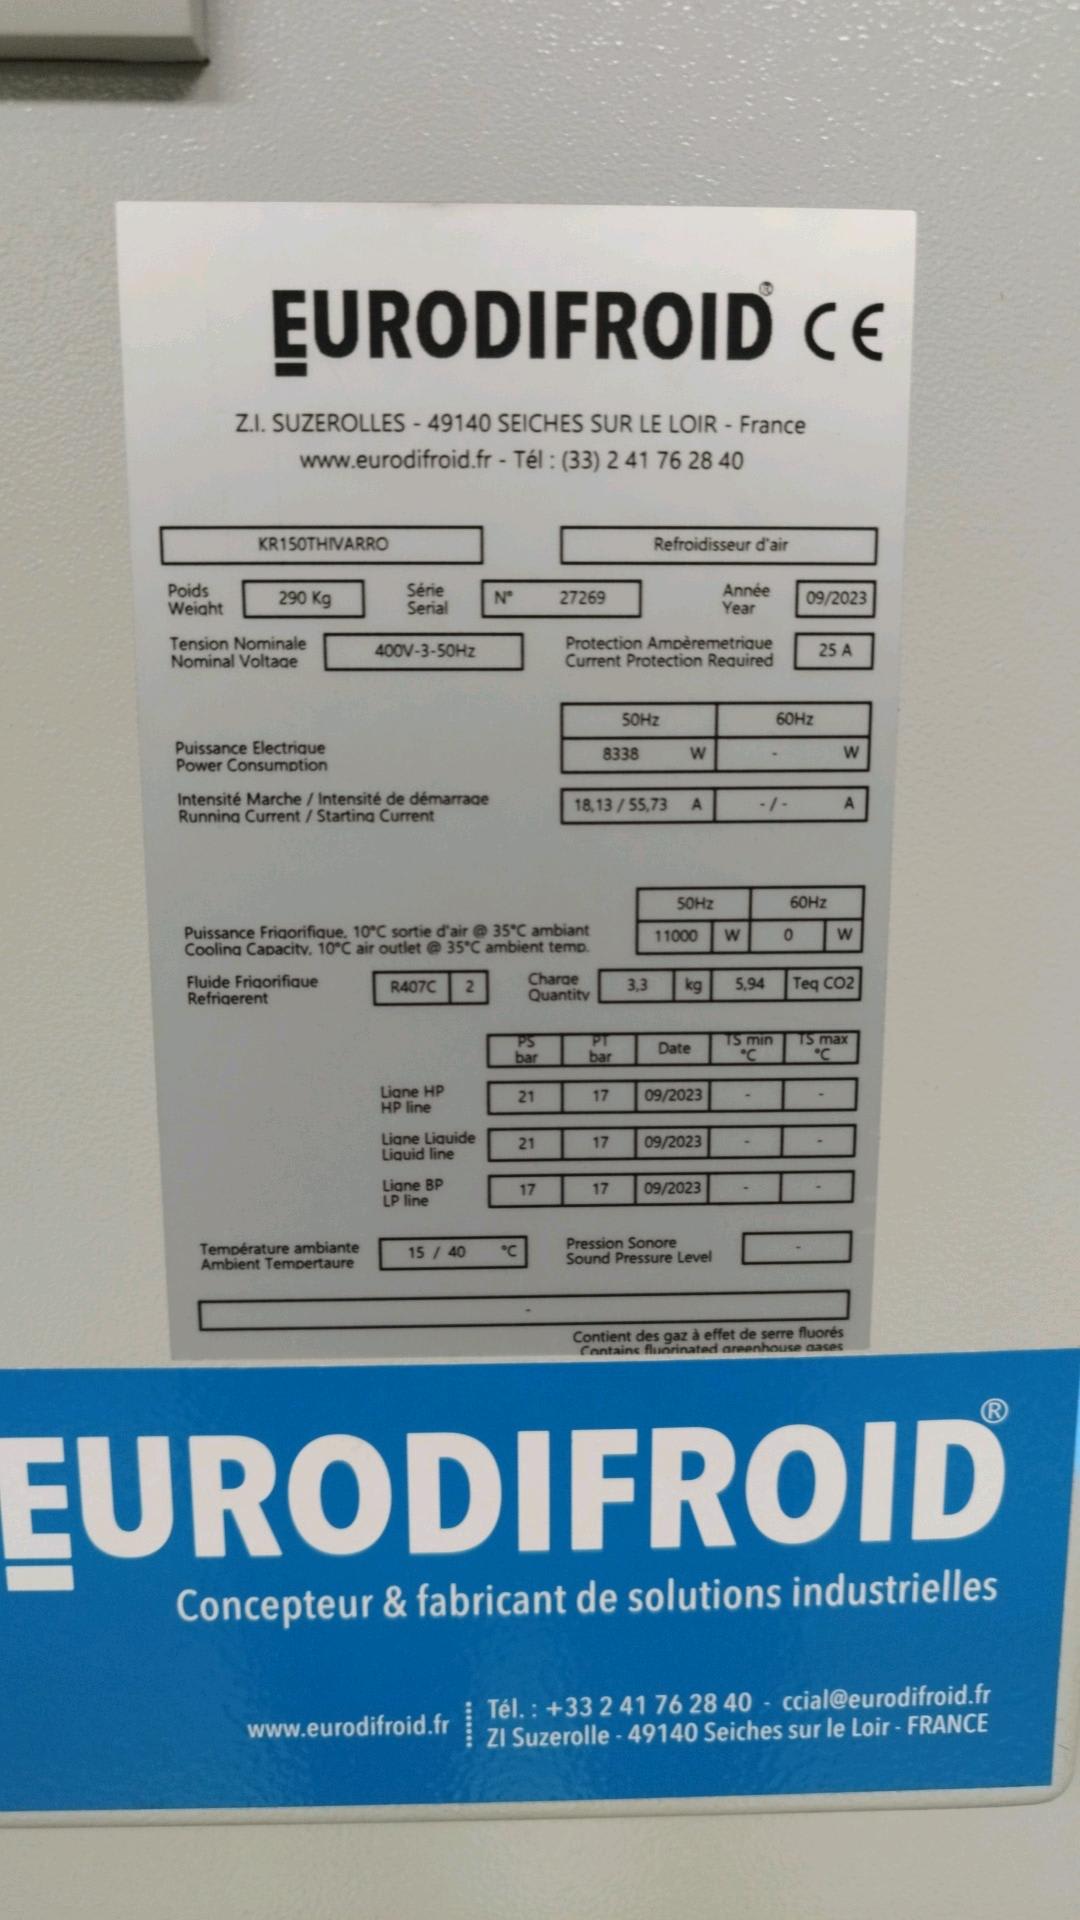 EURODIFROID® CE
Z.I. SUZEROLLES - 49140 SEICHES SUR LE LOIR - France
www.eurodifroid.fr - Tél : (33) 2 41 76 28 40
KR150THIVARRO Refroidisseur d'air
Poids 290 Kg Série N° 27269 Année 09/2023
Weight Serial Year
Tension Nominale 400V-3-50Hz Protection Ampèremetrique 25 A
Nominal Voltage Current Protection Required
50Hz 60Hz
Puissance Electrique 8338 W - W
Power Consumption
Intensité Marche / Intensité de démarrage 18,13 / 55,73 A - / - A
Running Current / Starting Current
50Hz 60Hz
Puissance Frigorifique, 10°C sortie d'air @ 35°C ambiant 11000 W 0 W
Cooling Capacity, 10°C air outlet @ 35°C ambient temp.
Fluide Frigorifique R407C 2 Charge 3,3 kg 5,94 Teq CO2
Refrigerent Quantity
PS PT Date TS min TS max
bar bar °C °C
Ligne HP 21 17 09/2023 - -
HP line
Ligne Liquide 21 17 09/2023 - -
Liquid line
Ligne BP 17 17 09/2023 - -
LP line
Température ambiante 15 / 40 °C Pression Sonore -
Ambient Tempertaure Sound Pressure Level
-
Contient des gaz à effet de serre fluorés
Contains fluorinated greenhouse gases
EURODIFROID®
Concepteur & fabricant de solutions industrielles
www.eurodifroid.fr Tél. : +33 2 41 76 28 40 - ccial@eurodifroid.fr
ZI Suzerolle - 49140 Seiches sur le Loir - FRANCE